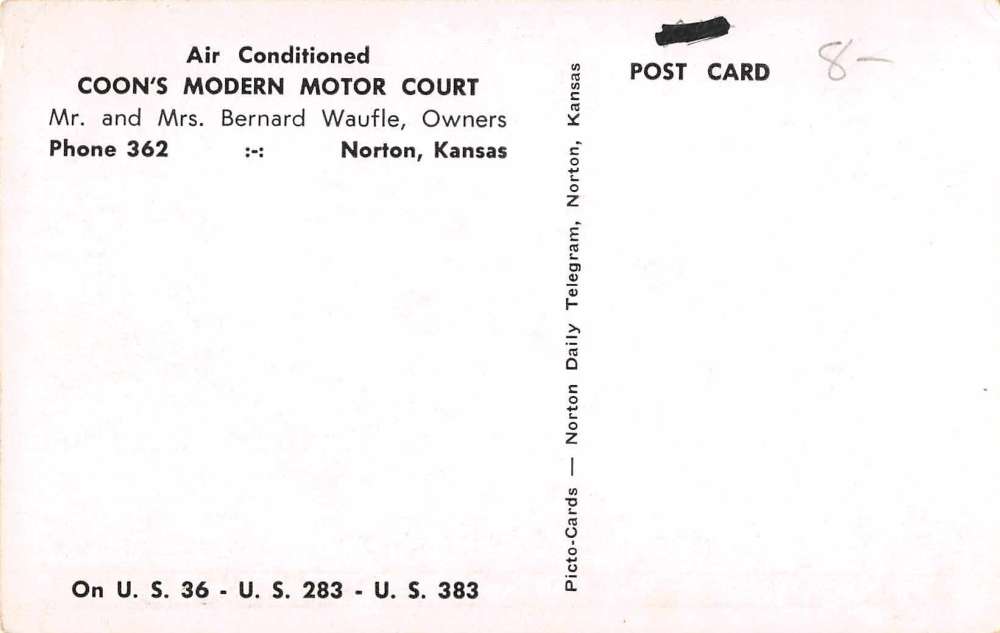 Air Conditioned
COON'S MODERN MOTOR COURT
Mr. and Mrs. Bernard Waufle, Owners
Phone 362 :-: Norton, Kansas
On U. S. 36 - U. S. 283 - U. S. 383
Picto-Cards — Norton Daily Telegram, Norton, Kansas
POST CARD
8-